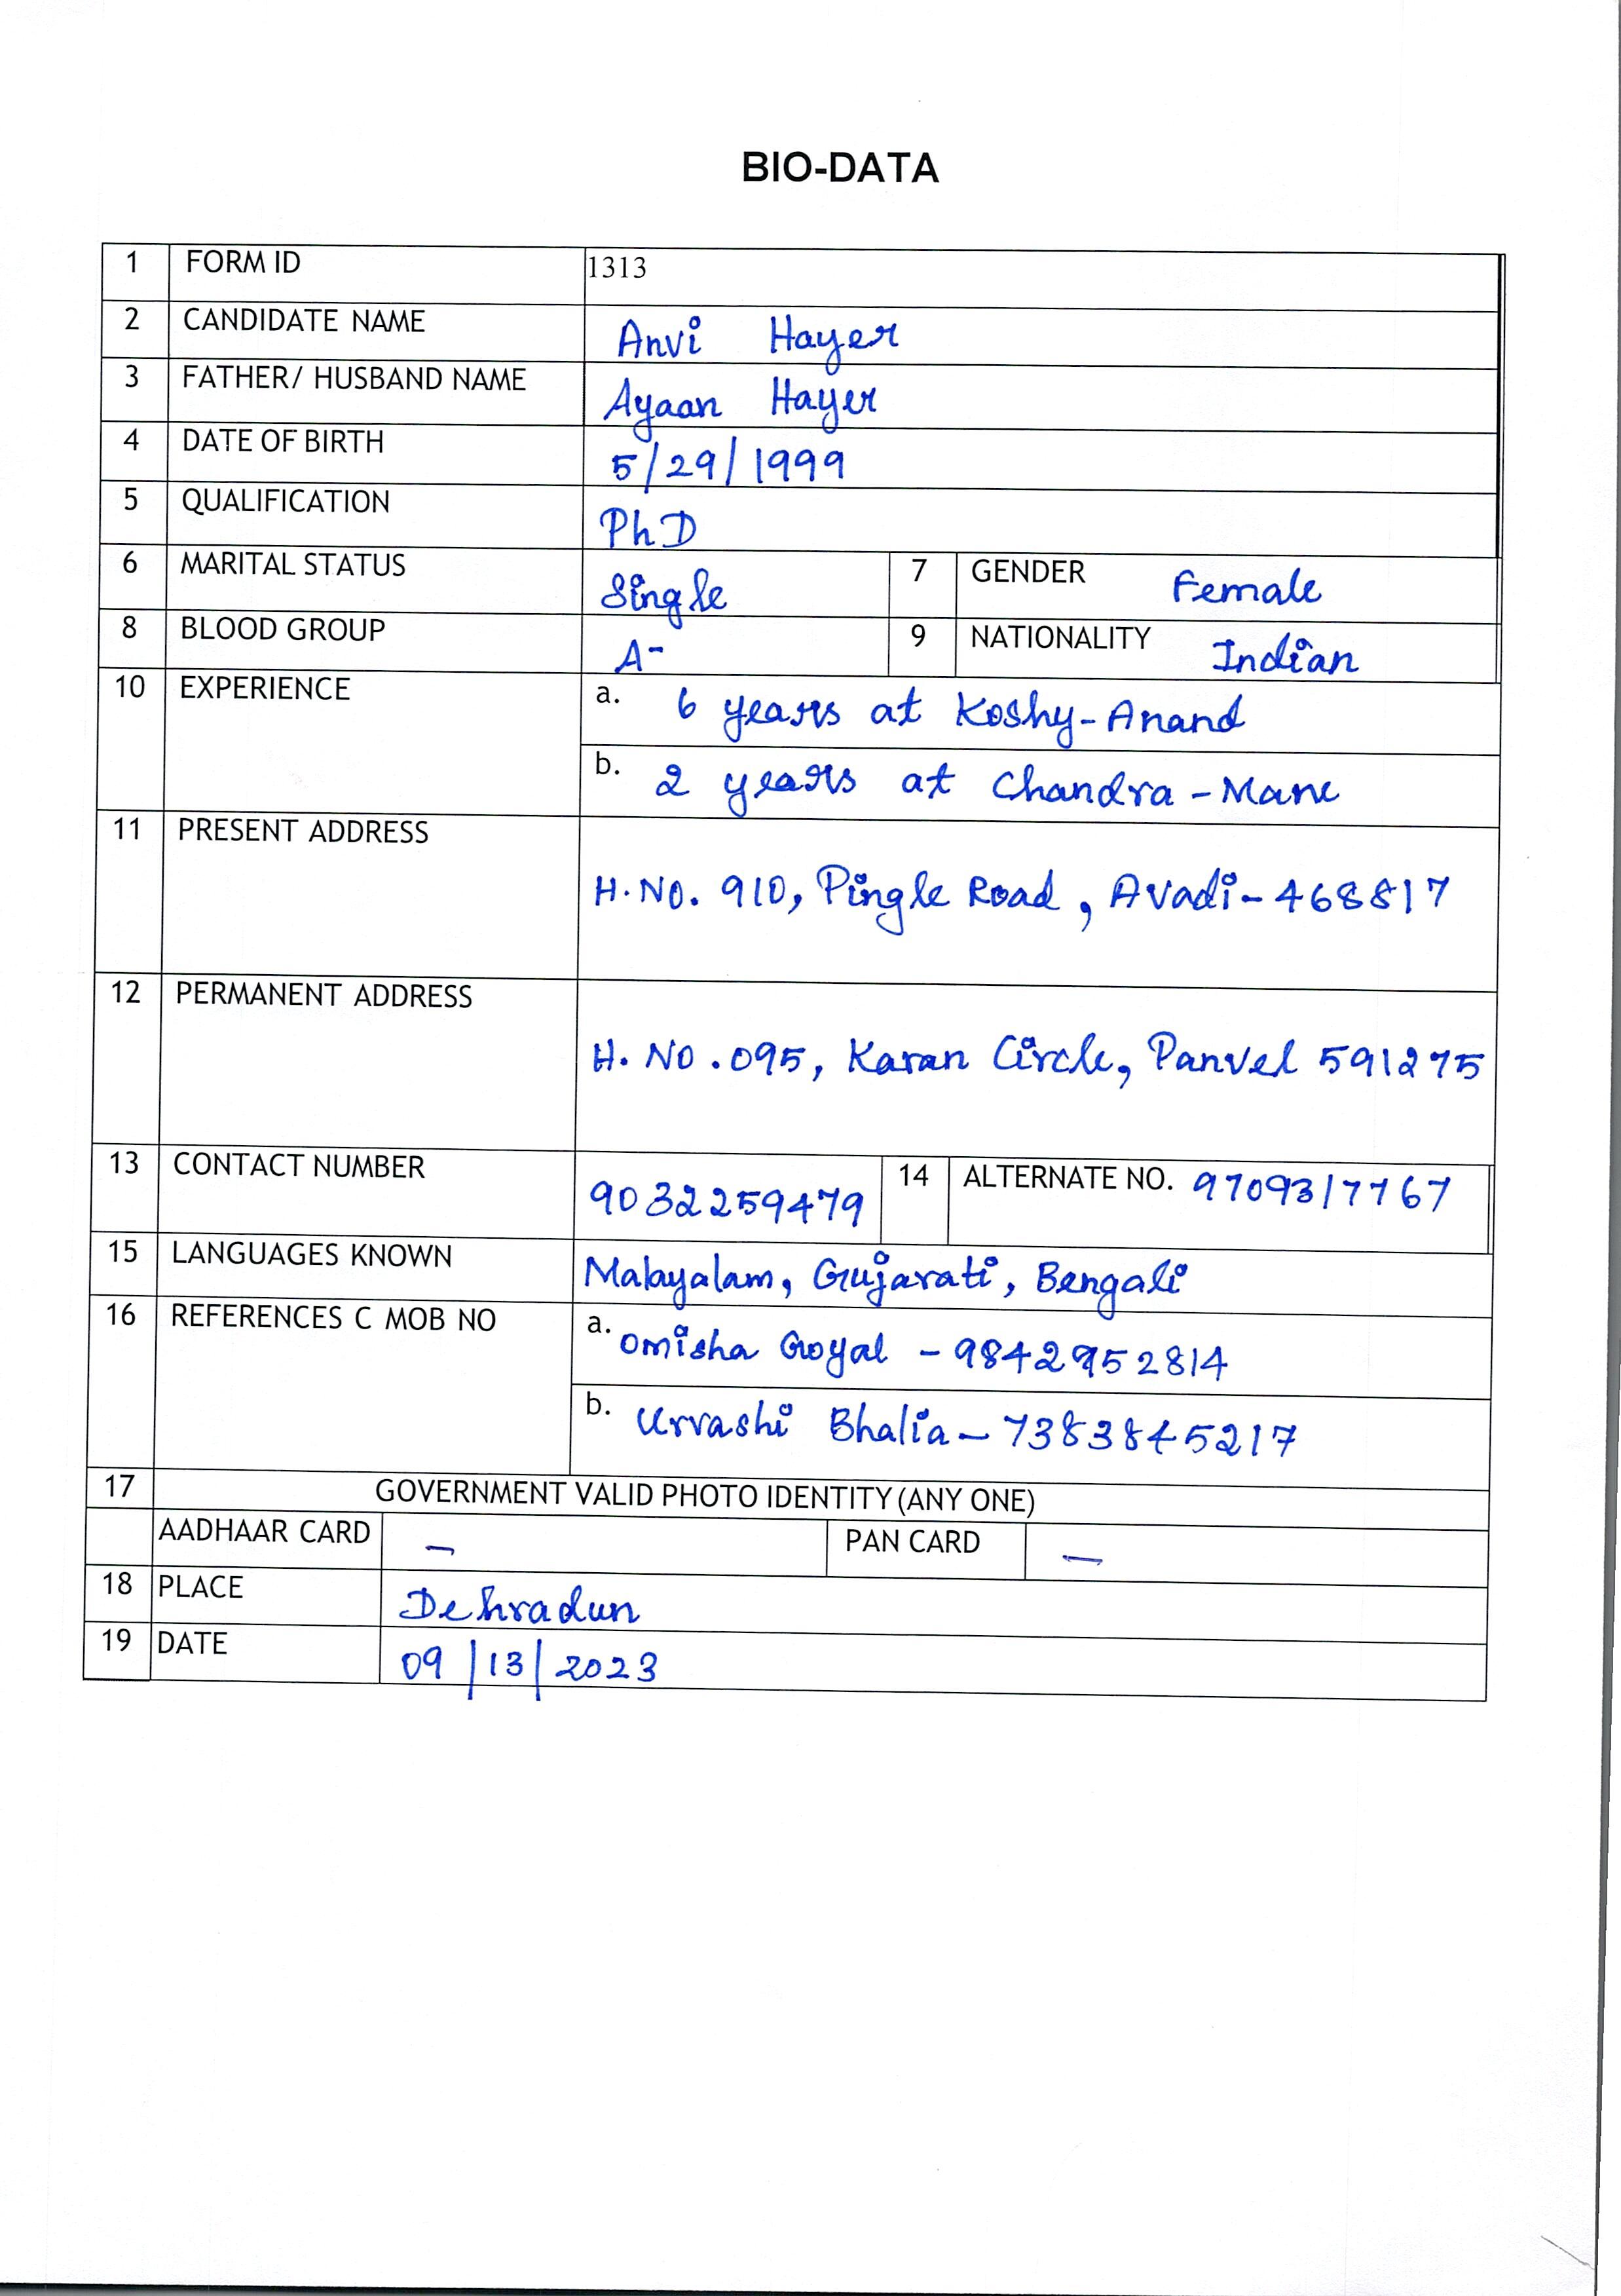 BIO-DATA
1 FORM ID 1313
2 CANDIDATE NAME Anvi Hayer
3 FATHER/ HUSBAND NAME Ayaan Hayer
4 DATE OF BIRTH 5/29/1999
5 QUALIFICATION PhD
6 MARITAL STATUS Single 7 GENDER Female
8 BLOOD GROUP A- 9 NATIONALITY Indian
10 EXPERIENCE a. 6 years at Koshy-Anand
b. 2 years at Chandra-Mane
11 PRESENT ADDRESS
H.No. 910, Pingle Road, Avadi-468817
12 PERMANENT ADDRESS
H. No. 095, Karan Circle, Panvel 591275
13 CONTACT NUMBER 9032259479 14 ALTERNATE NO. 9709317767
15 LANGUAGES KNOWN Malayalam, Gujarati, Bengali
16 REFERENCES C MOB NO a. Omisha Goyal - 9842952814
b. Urvashi Bhalia - 7383845217
17 GOVERNMENT VALID PHOTO IDENTITY (ANY ONE)
AADHAAR CARD - PAN CARD -
18 PLACE Dehradun
19 DATE 09/13/2023